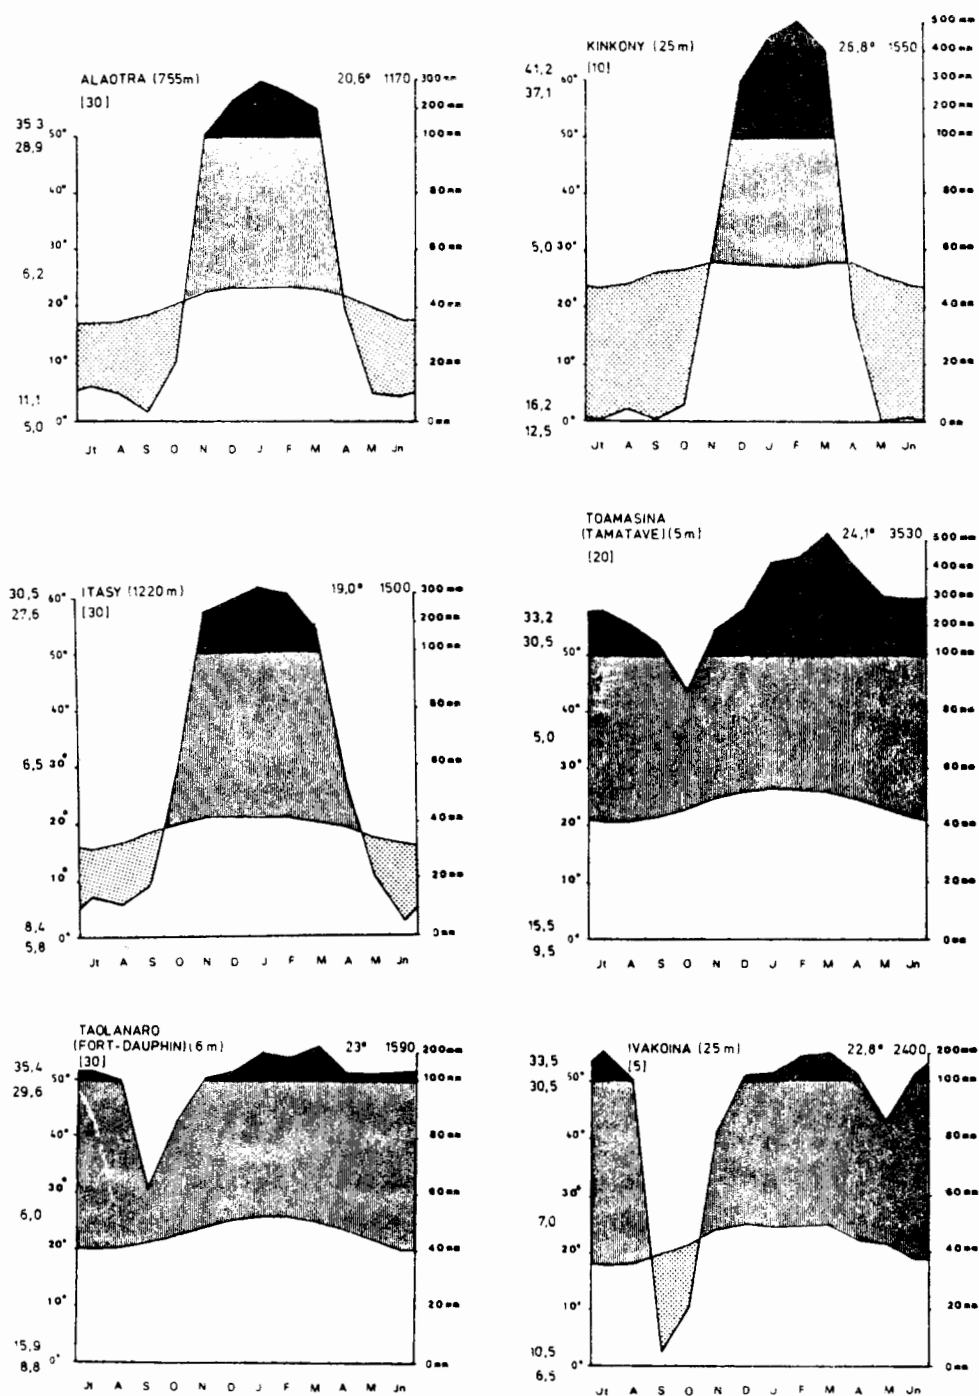 ALAOTRA (755m)
[30]
20,6° 1170
35.3
28,9
6,2
11,1
5,0
50°
40°
30°
20°
10°
0°
300mm
200mm
100mm
80mm
60mm
40mm
20mm
0mm
Jt A S O N D J F M A M Jn
KINKONY (25m)
[10]
25,8° 1550
41,2
37,1
5,0
16,2
12,5
60°
50°
40°
30°
20°
10°
0°
500mm
400mm
300mm
200mm
100mm
80mm
60mm
40mm
20mm
0mm
Jt A S O N D J F M A M Jn
ITASY (1220m)
[30]
19,0° 1500
30,5
27,6
6,5
8,4
5,8
60°
50°
40°
30°
20°
10°
0°
300mm
200mm
100mm
80mm
60mm
40mm
20mm
0mm
Jt A S O N D J F M A M Jn
TOAMASINA
(TAMATAVE)(5m)
[20]
24,1° 3530
33,2
30,5
5,0
15,5
9,5
50°
40°
30°
20°
10°
0°
500mm
400mm
300mm
200mm
100mm
80mm
60mm
40mm
20mm
0mm
Jt A S O N D J F M A M Jn
TAOLANARO
(FORT-DAUPHIN)(6m)
[30]
23° 1590
35,4
29,6
6,0
15,9
8,8
50°
40°
30°
20°
10°
0°
200mm
100mm
80mm
60mm
40mm
20mm
0mm
Jt A S O N D J F M A M Jn
IVAKOINA (25m)
[5]
22,8° 2400
33,5
30,5
7,0
10,5
6,5
50°
40°
30°
20°
10°
0°
200mm
100mm
80mm
60mm
40mm
20mm
0mm
Jt A S O N D J F M A M Jn